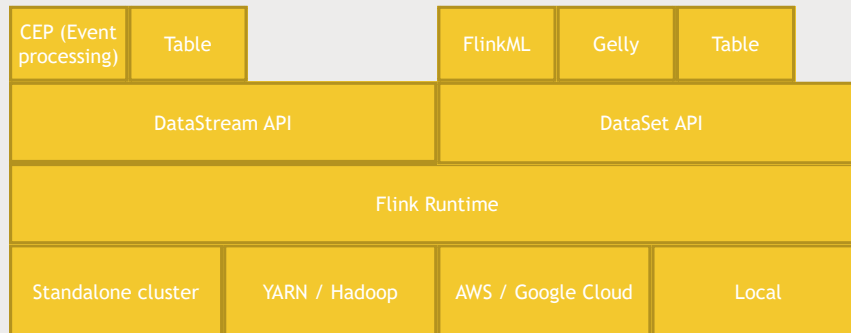 CEP (Event
processing)
Table
FlinkML
Gelly
Table
DataStream API
DataSet API
Flink Runtime
Standalone cluster
YARN / Hadoop
AWS / Google Cloud
Local